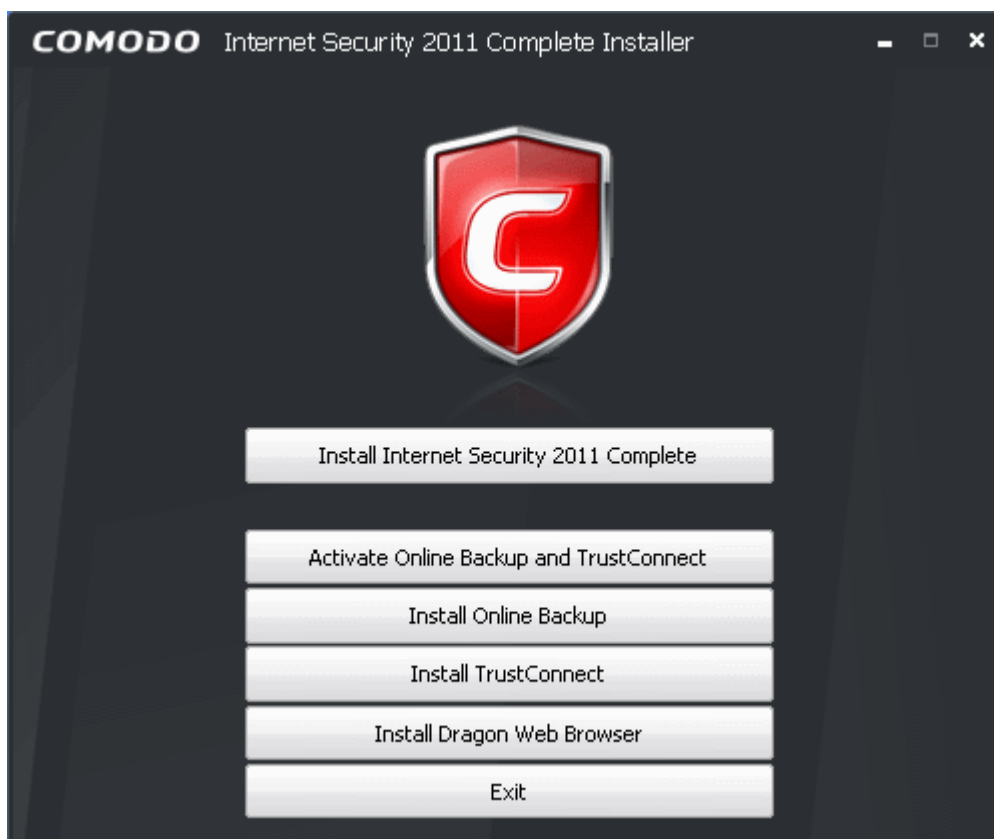 COMODO Internet Security 2011 Complete Installer
C
Install Internet Security 2011 Complete
Activate Online Backup and TrustConnect
Install Online Backup
Install TrustConnect
Install Dragon Web Browser
Exit